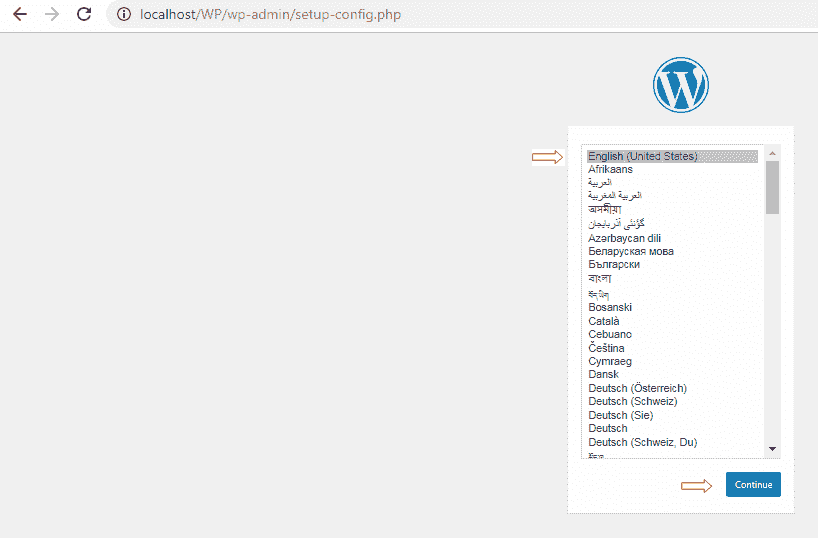 localhost/WP/wp-admin/setup-config.php
English (United States)
Afrikaans
العربية
العربية المغربية
অসমীয়া
گؤنئی آذربایجان
Azərbaycan dili
Беларуская мова
Български
বাংলা
བོད་ཡིག
Bosanski
Català
Cebuano
Čeština
Cymraeg
Dansk
Deutsch (Österreich)
Deutsch (Schweiz)
Deutsch (Sie)
Deutsch
Deutsch (Schweiz, Du)
Continue